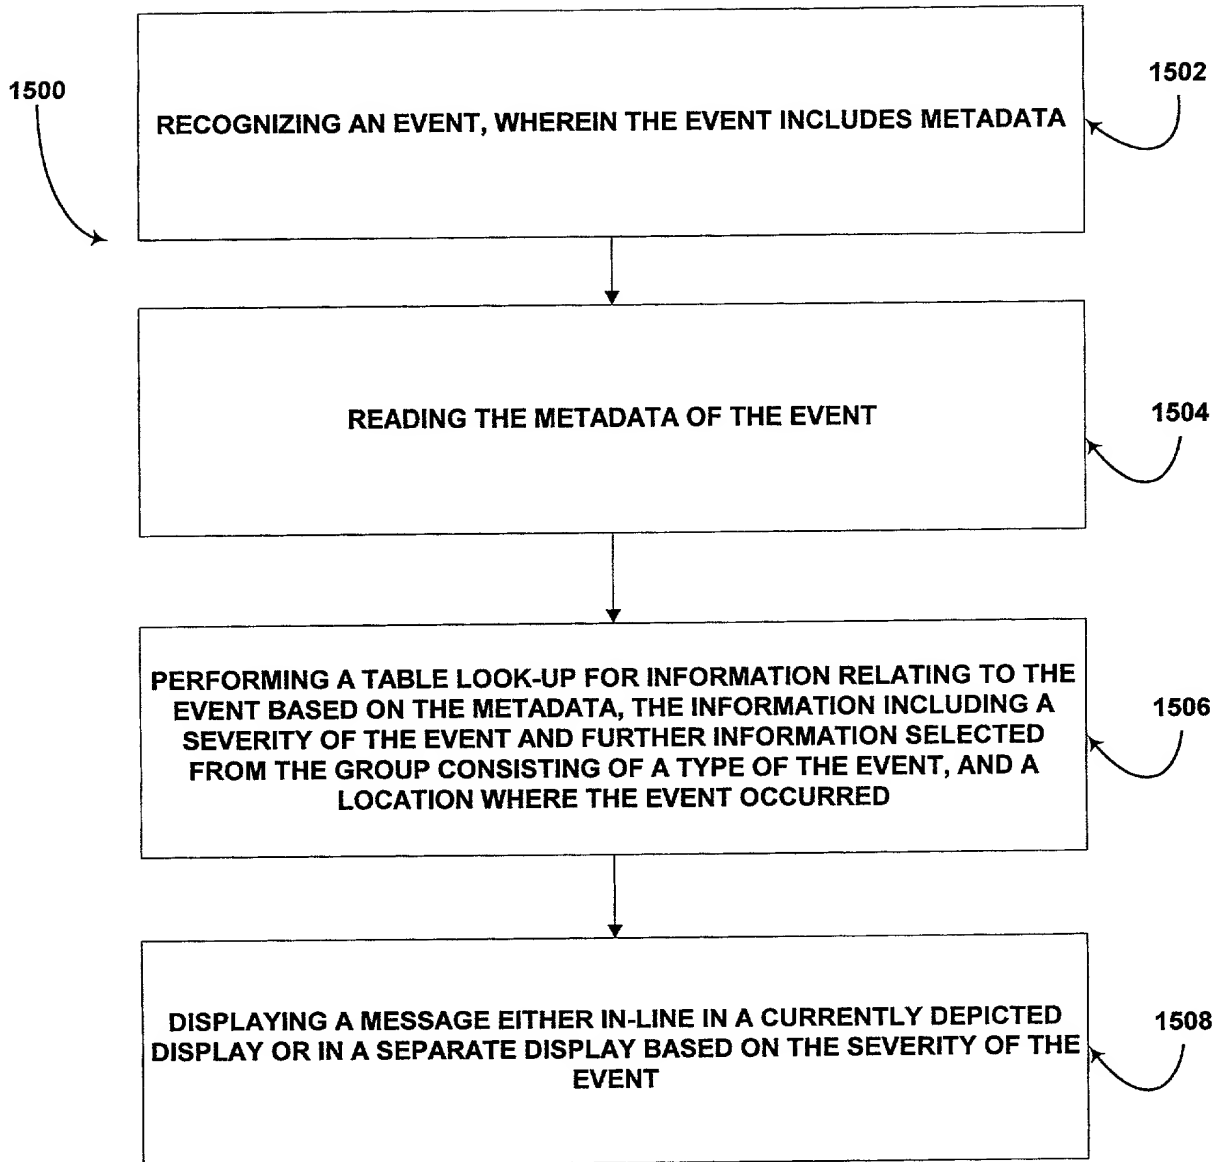 1500
1502
RECOGNIZING AN EVENT, WHEREIN THE EVENT INCLUDES METADATA
READING THE METADATA OF THE EVENT
1504
PERFORMING A TABLE LOOK-UP FOR INFORMATION RELATING TO THE
EVENT BASED ON THE METADATA, THE INFORMATION INCLUDING A
SEVERITY OF THE EVENT AND FURTHER INFORMATION SELECTED
FROM THE GROUP CONSISTING OF A TYPE OF THE EVENT, AND A
LOCATION WHERE THE EVENT OCCURRED
1506
DISPLAYING A MESSAGE EITHER IN-LINE IN A CURRENTLY DEPICTED
DISPLAY OR IN A SEPARATE DISPLAY BASED ON THE SEVERITY OF THE
EVENT
1508